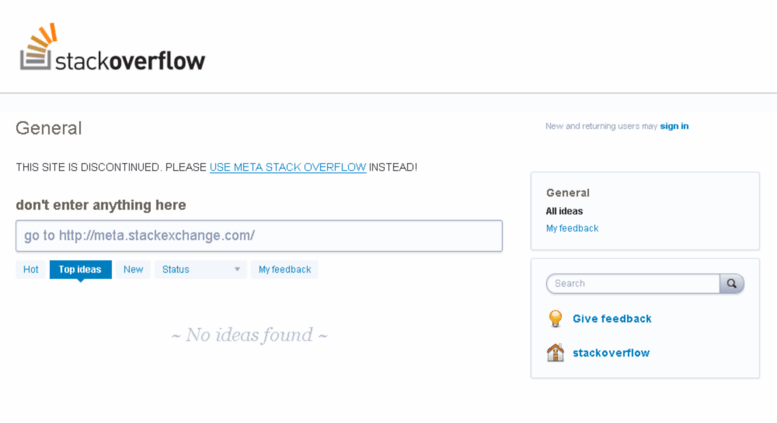 stackoverflow
General
New and returning users may sign in
THIS SITE IS DISCONTINUED. PLEASE USE META STACK OVERFLOW INSTEAD!
don't enter anything here
go to http://meta.stackexchange.com/
Hot Top ideas New Status My feedback
~ No ideas found ~
General
All ideas
My feedback
Search
Give feedback
stackoverflow